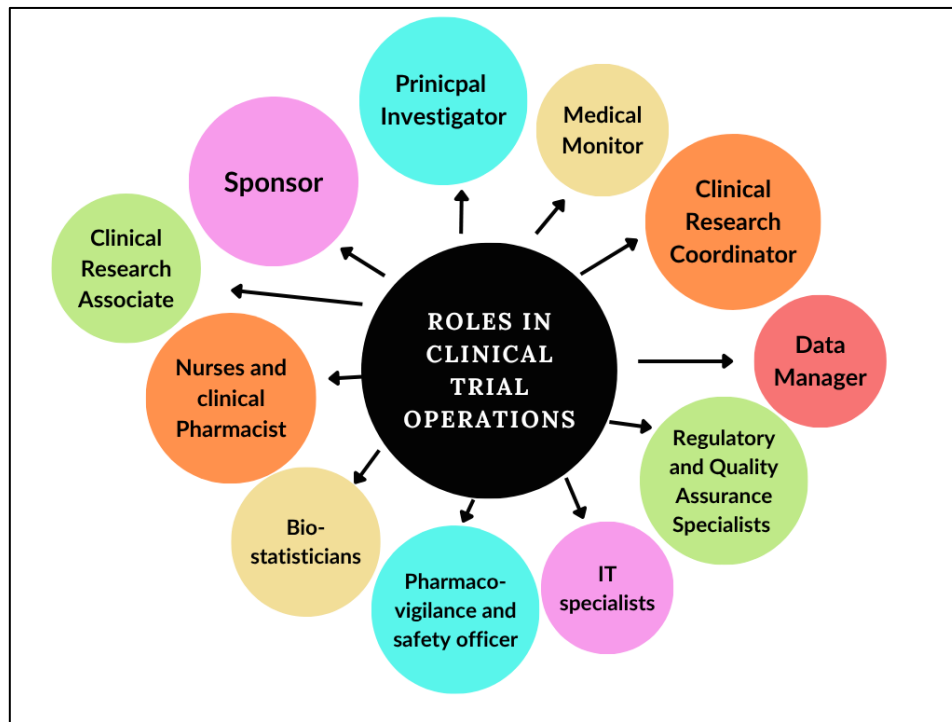 Prinicpal
Investigator
Medical
Monitor
Sponsor
Clinical
Research
Coordinator
Clinical
Research
Associate
ROLES IN
CLINICAL
TRIAL
OPERATIONS
Data
Manager
Nurses and
clinical
Pharmacist
Regulatory
and Quality
Assurance
Specialists
Bio-
statisticians
Pharmaco-
vigilance and
safety officer
IT
specialists